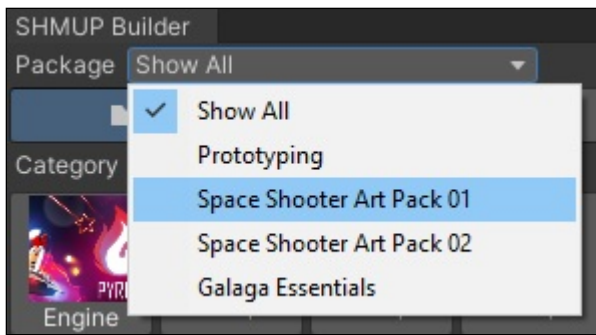 SHMUP Builder
Package Show All
Show All
Prototyping
Category
Space Shooter Art Pack 01
Space Shooter Art Pack 02
Galaga Essentials
Engine